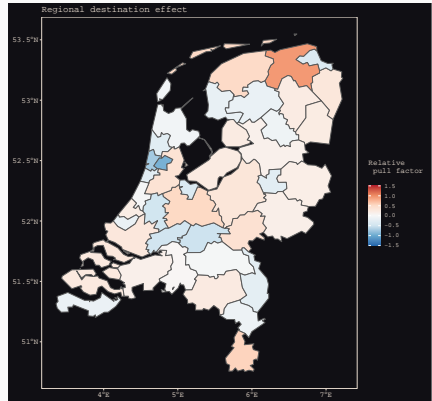 Regional destination effect
53.5°N
53°N
52.5°N
52°N
51.5°N
51°N
4°E
5°E
6°E
7°E
Relative
pull factor
1.5
1.0
0.5
0.0
-0.5
-1.0
-1.5